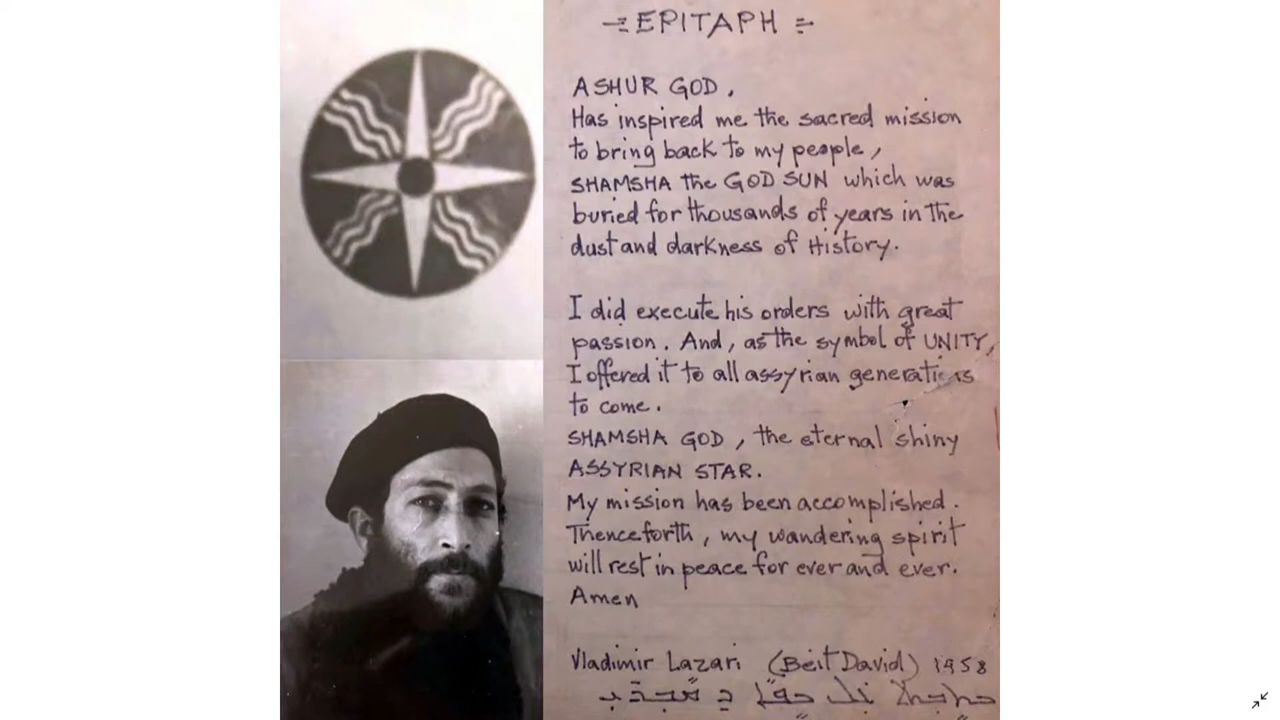 EPITAPH
ASHUR GOD.
Has inspired me the sacred mission
to bring back to my people,
SHAMSHA the GOD SUN which was
buried for thousands of years in the
dust and darkness of History.
I did execute his orders with great
passion. And, as the symbol of UNITY,
I offered it to all assyrian generations
to come.
SHAMSHA GOD, the eternal shiny
ASSYRIAN STAR.
My mission has been accomplished.
Thenceforth, my wandering spirit
will rest in peace for ever and ever.
Amen
Vladimir Lazari (Beit David) 1958